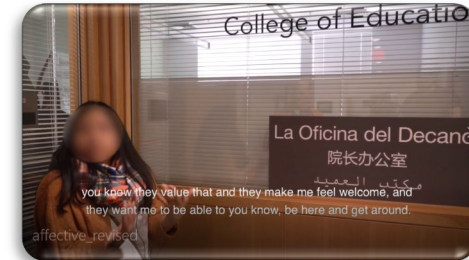 College of Educatio
La Oficina del Decano
院长办公室
مكتب العميد
you know they value that and they make me feel welcome, and
they want me to be able to you know, be here and get around.
affective_revised